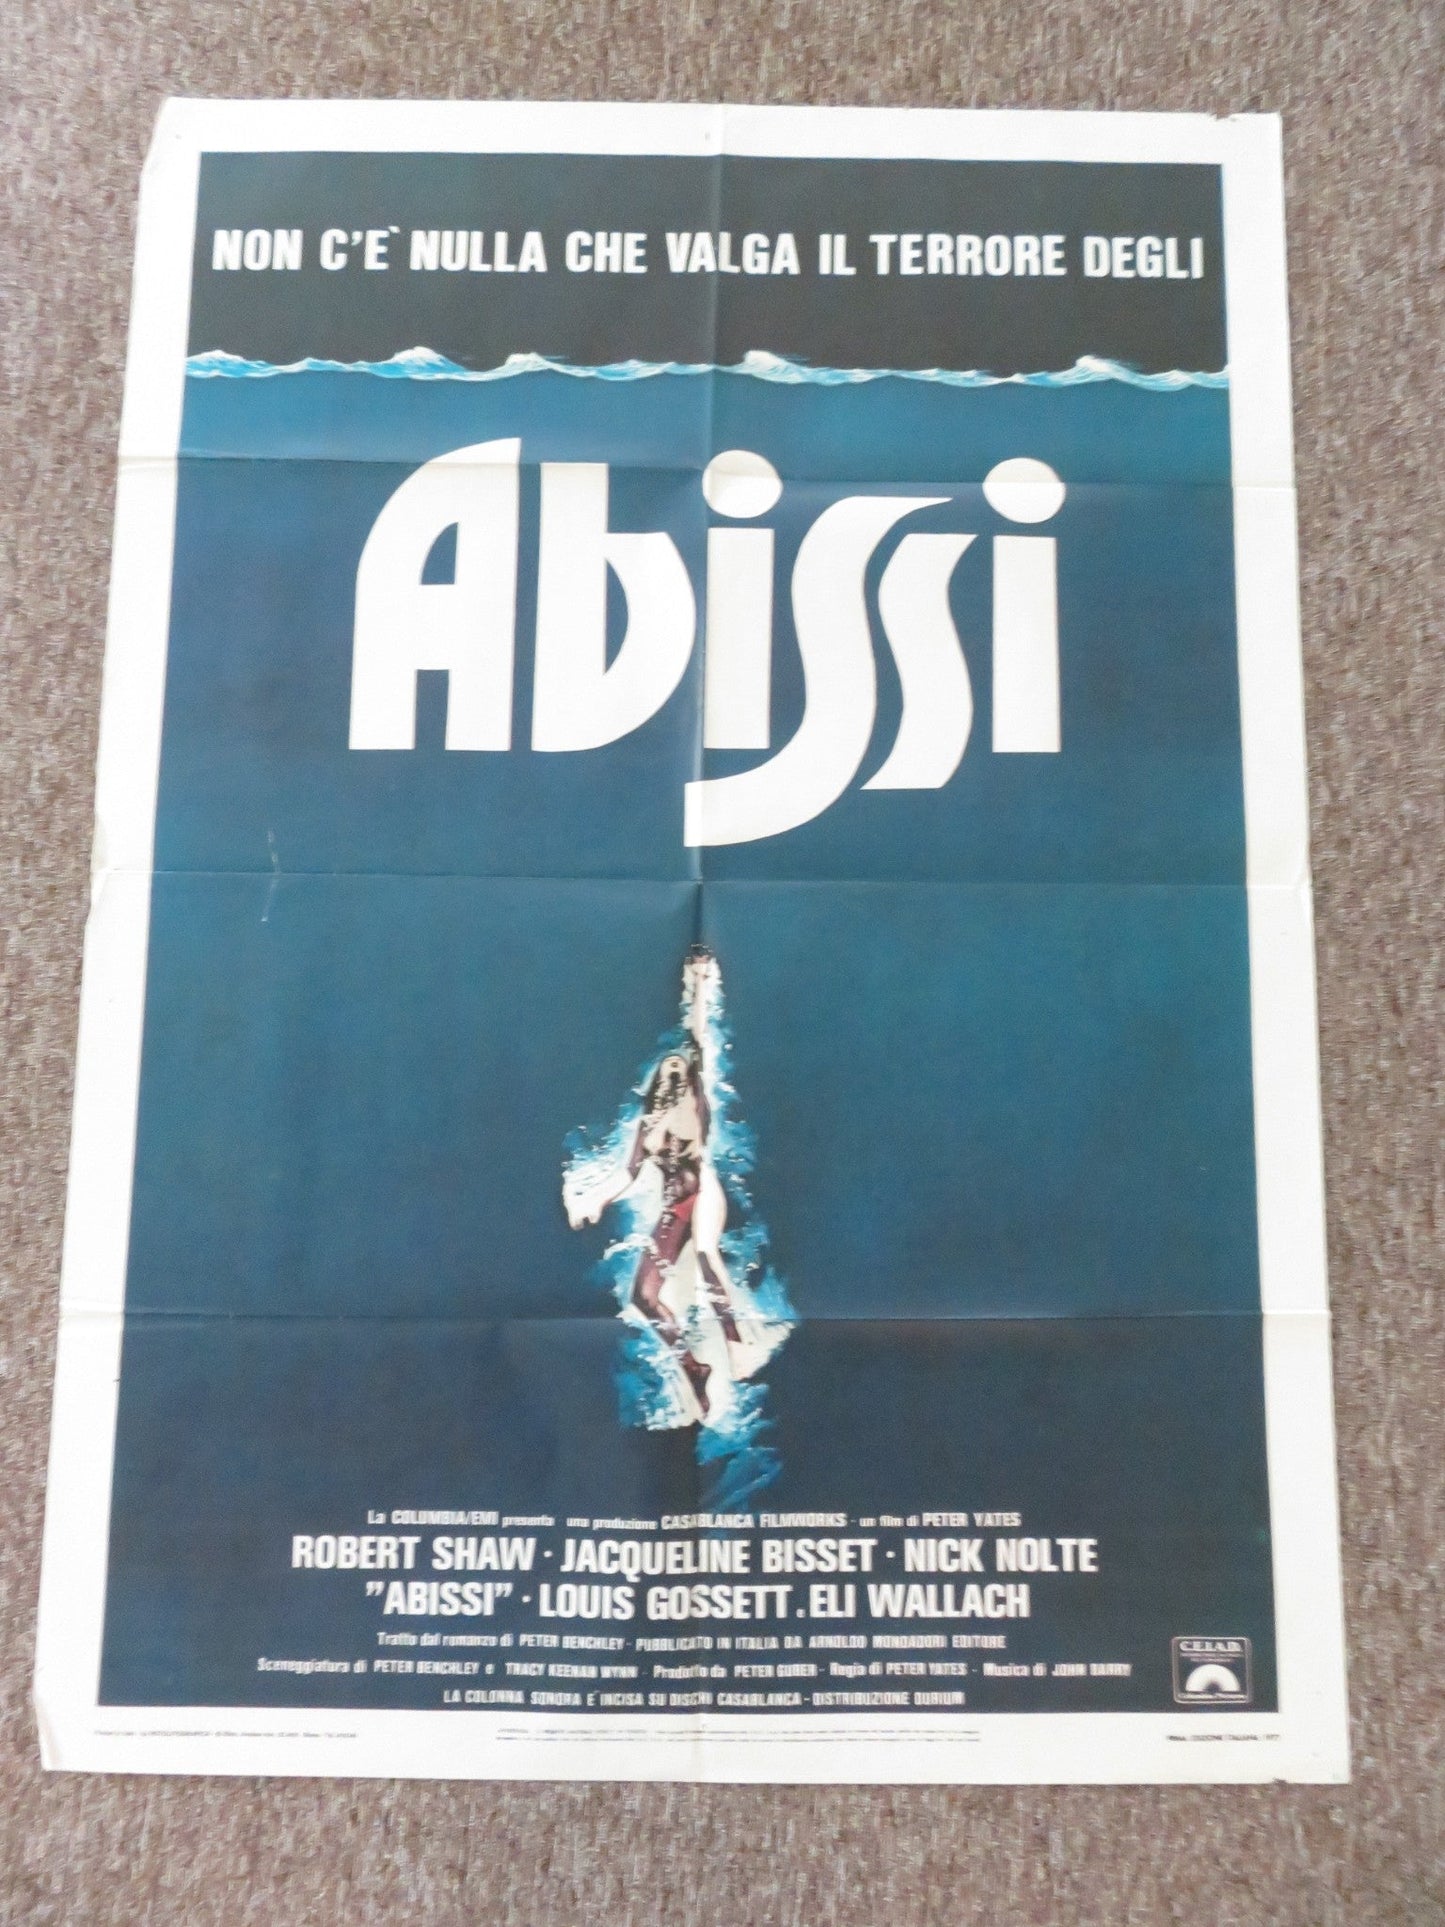 NON C'E` NULLA CHE VALGA IL TERRORE DEGLI
Abissi
La COLUMBIA/EMI presenta una produzione CASABLANCA FILMWORKS - un film di PETER YATES
ROBERT SHAW · JACQUELINE BISSET · NICK NOLTE
"ABISSI" · LOUIS GOSSETT. ELI WALLACH
Tratto dal romanzo di PETER BENCHLEY - PUBBLICATO IN ITALIA DA ARNOLDO MONDADORI EDITORE
Sceneggiatura di PETER BENCHLEY e TRACY KEENAN WYNN - Prodotto da PETER GUBER - Regia di PETER YATES - Musica di JOHN BARRY
LA COLONNA SONORA E' INCISA SU DISCHI CASABLANCA - DISTRIBUZIONE DURIUM
C.E.I.A.D.
Columbia Pictures